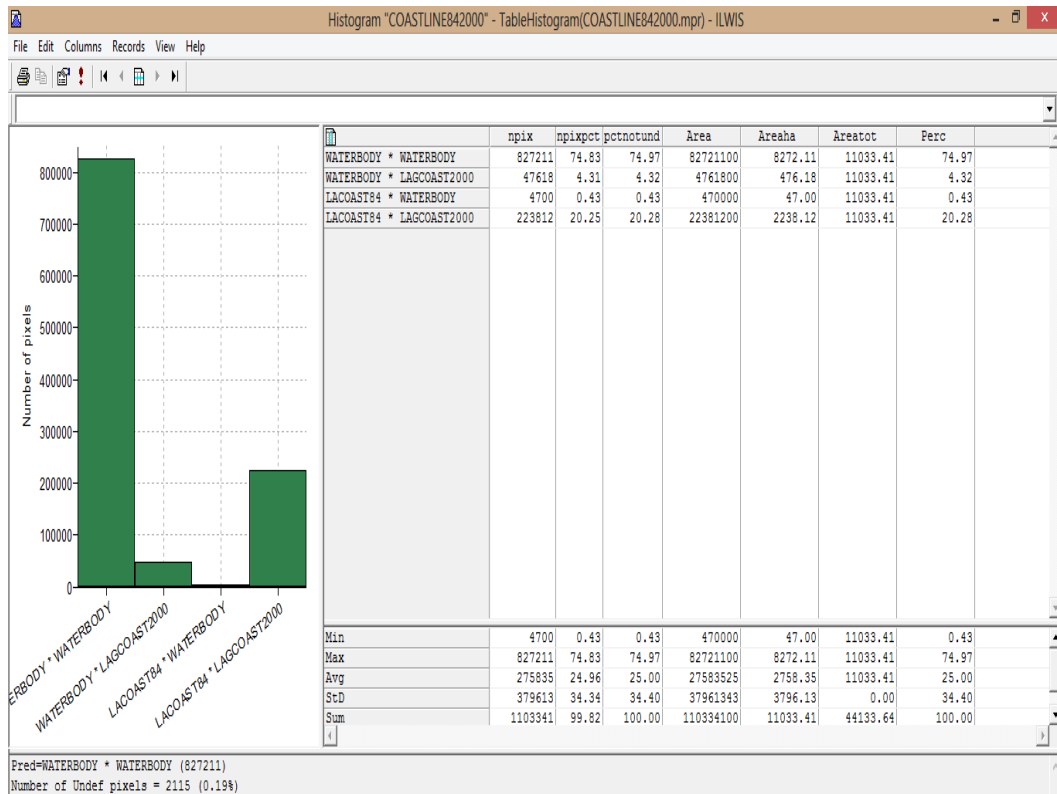 Histogram "COASTLINE842000" - TableHistogram(COASTLINE842000.mpr) - ILWIS
File Edit Columns Records View Help
npix npixpct pctnotund Area Areaha Areatot Perc
WATERBODY * WATERBODY 827211 74.83 74.97 82721100 8272.11 11033.41 74.97
WATERBODY * LAGCOAST2000 47618 4.31 4.32 4761800 476.18 11033.41 4.32
LACOAST84 * WATERBODY 4700 0.43 0.43 470000 47.00 11033.41 0.43
LACOAST84 * LAGCOAST2000 223812 20.25 20.28 22381200 2238.12 11033.41 20.28
Number of pixels
800000
700000
600000
500000
400000
300000
200000
100000
0
ERBODY * WATERBODY
WATERBODY * LAGCOAST2000
LACOAST84 * WATERBODY
LACOAST84 * LAGCOAST2000
Min 4700 0.43 0.43 470000 47.00 11033.41 0.43
Max 827211 74.83 74.97 82721100 8272.11 11033.41 74.97
Avg 275835 24.96 25.00 27583525 2758.35 11033.41 25.00
StD 379613 34.34 34.40 37961343 3796.13 0.00 34.40
Sum 1103341 99.82 100.00 110334100 11033.41 44133.64 100.00
Pred=WATERBODY * WATERBODY (827211)
Number of Undef pixels = 2115 (0.19%)